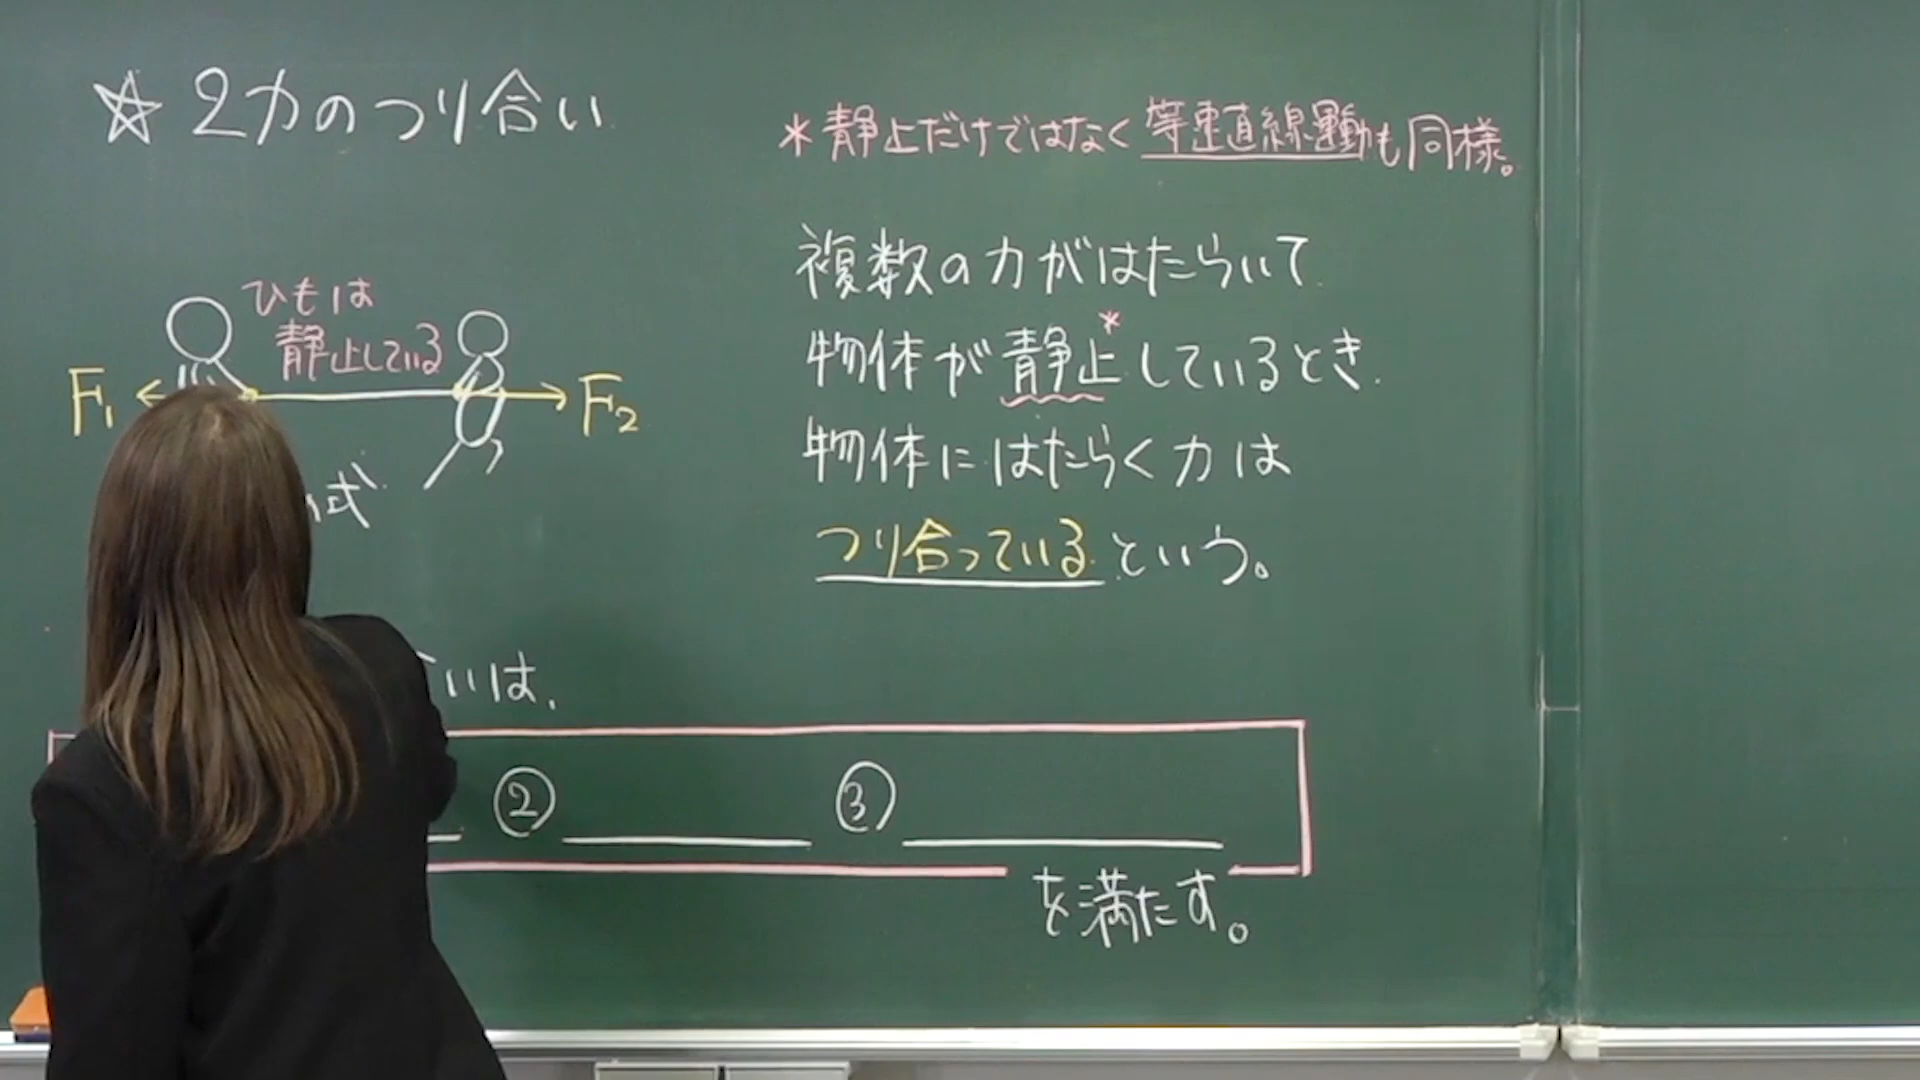 ☆ 2力のつり合い
*静止だけではなく等速直線運動も同様。
複数の力がはたらいて
物体が静止*しているとき
物体にはたらく力は
つり合っているという。
ひもは
静止している
F₁
F₂
式
いは、
②
③
を満たす。